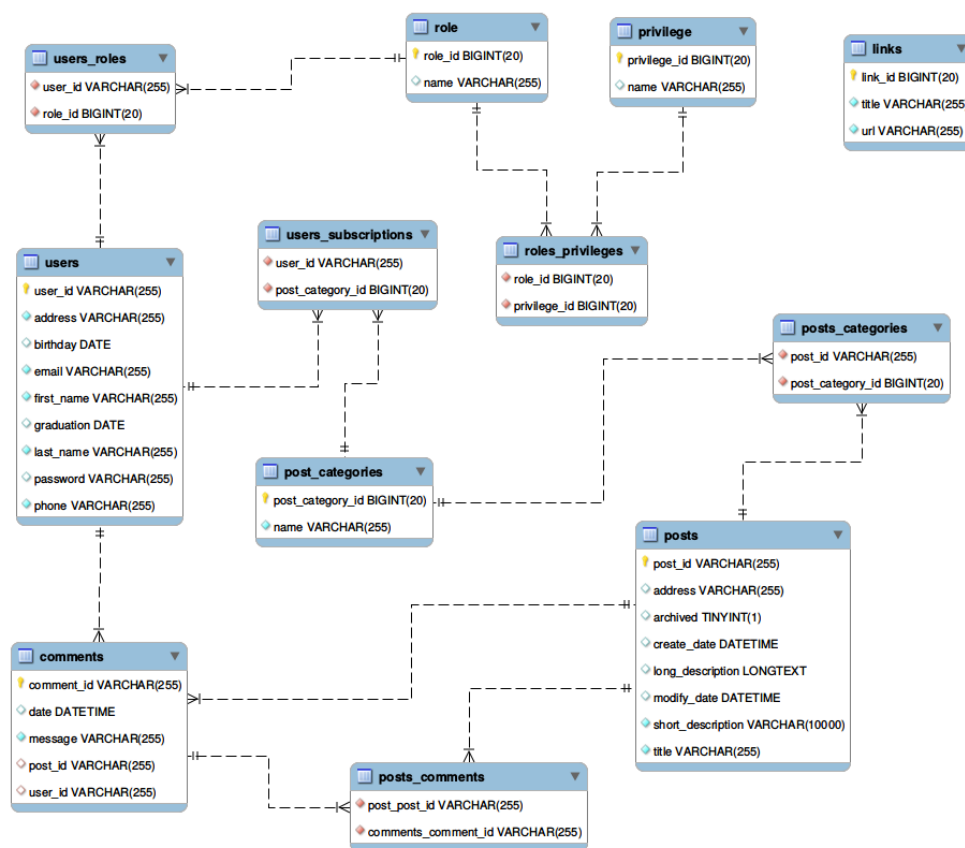 users_roles
user_id VARCHAR(255)
role_id BIGINT(20)
role
role_id BIGINT(20)
name VARCHAR(255)
privilege
privilege_id BIGINT(20)
name VARCHAR(255)
links
link_id BIGINT(20)
title VARCHAR(255)
url VARCHAR(255)
users
user_id VARCHAR(255)
address VARCHAR(255)
birthday DATE
email VARCHAR(255)
first_name VARCHAR(255)
graduation DATE
last_name VARCHAR(255)
password VARCHAR(255)
phone VARCHAR(255)
users_subscriptions
user_id VARCHAR(255)
post_category_id BIGINT(20)
roles_privileges
role_id BIGINT(20)
privilege_id BIGINT(20)
posts_categories
post_id VARCHAR(255)
post_category_id BIGINT(20)
post_categories
post_category_id BIGINT(20)
name VARCHAR(255)
posts
post_id VARCHAR(255)
address VARCHAR(255)
archived TINYINT(1)
create_date DATETIME
long_description LONGTEXT
modify_date DATETIME
short_description VARCHAR(10000)
title VARCHAR(255)
comments
comment_id VARCHAR(255)
date DATETIME
message VARCHAR(255)
post_id VARCHAR(255)
user_id VARCHAR(255)
posts_comments
post_post_id VARCHAR(255)
comments_comment_id VARCHAR(255)